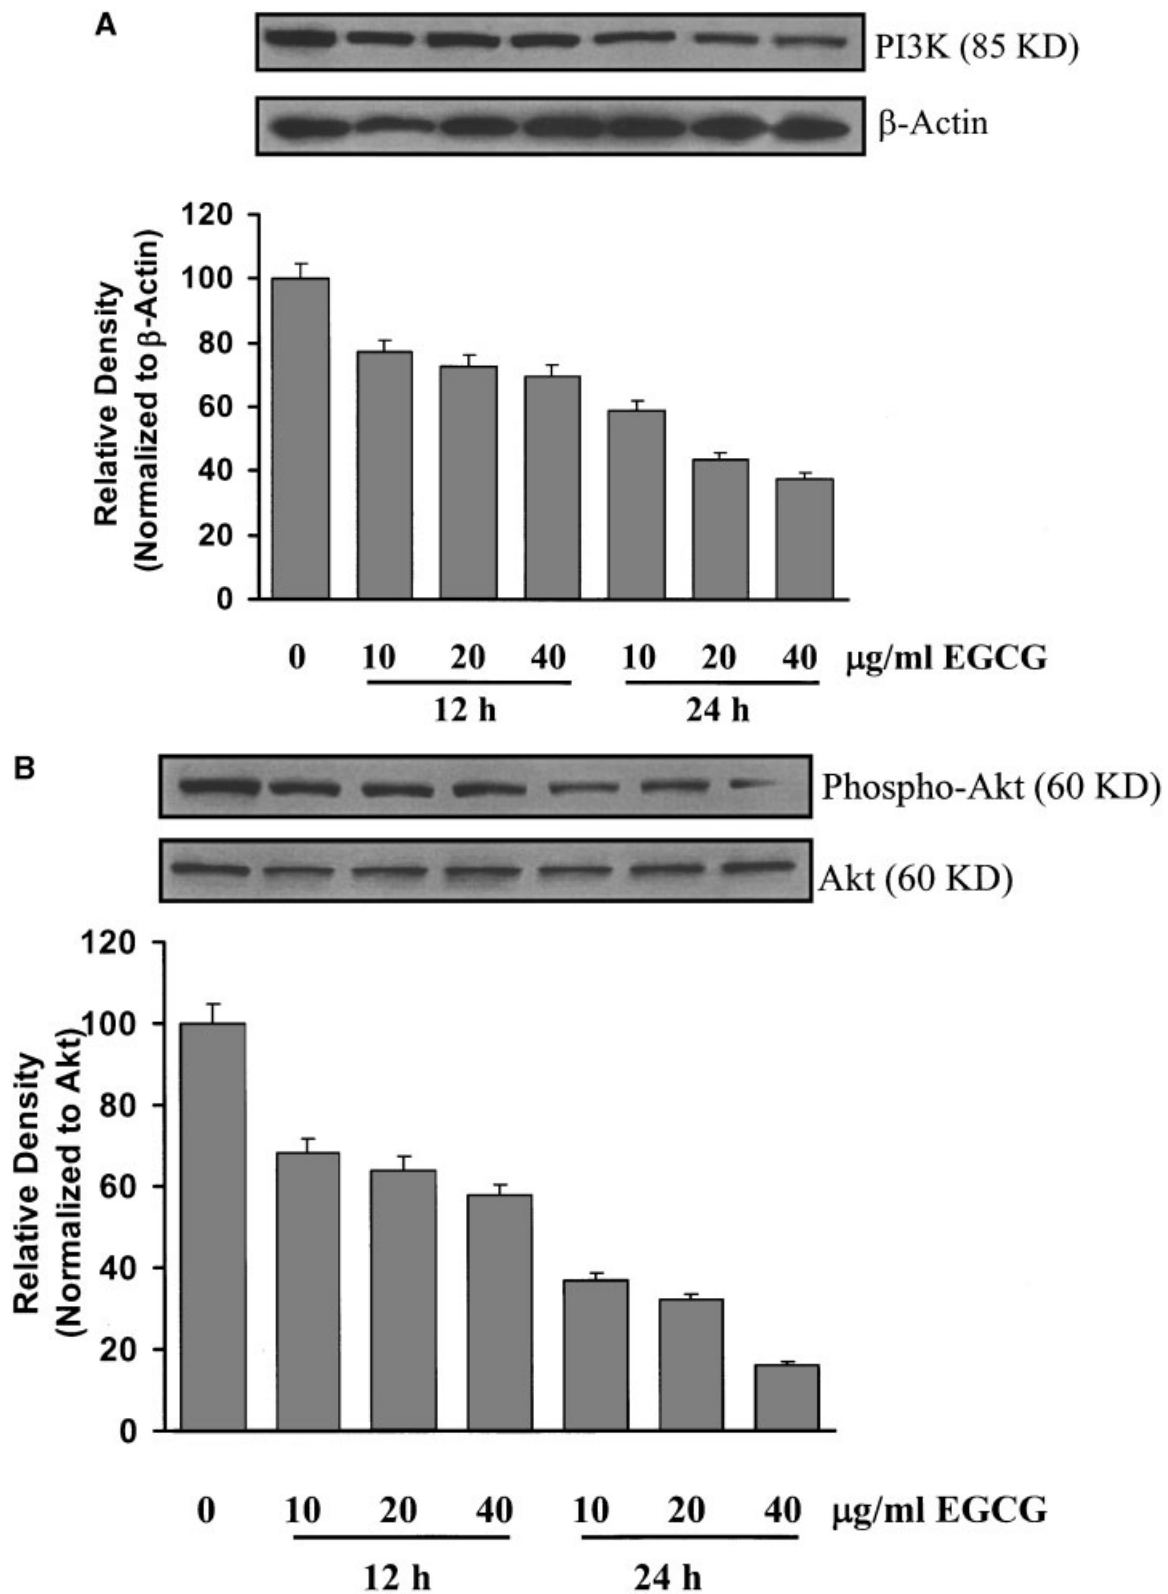 A
PI3K (85 KD)
β-Actin
120
100
80
60
40
20
0
Relative Density
(Normalized to β-Actin)
0 10 20 40 10 20 40 μg/ml EGCG
12 h 24 h
B
Phospho-Akt (60 KD)
Akt (60 KD)
120
100
80
60
40
20
0
Relative Density
(Normalized to Akt)
0 10 20 40 10 20 40 μg/ml EGCG
12 h 24 h